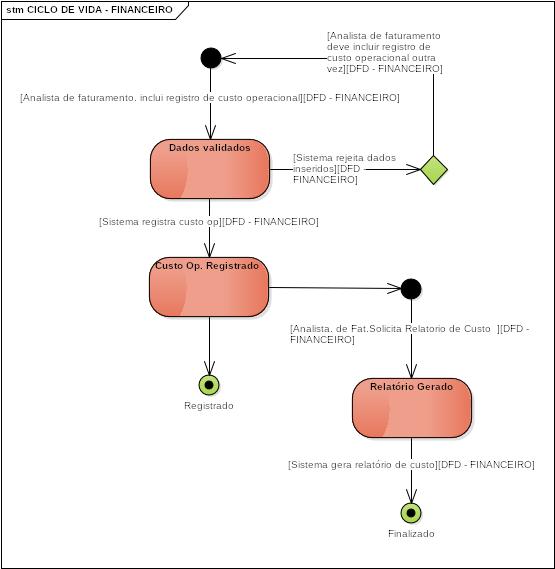 stm CICLO DE VIDA - FINANCEIRO
[Analista de faturamento
deve incluir registro de
custo operacional outra
vez][DFD - FINANCEIRO]
[Analista de faturamento. inclui registro de custo operacional][DFD - FINANCEIRO]
Dados validados
[Sistema rejeita dados
inseridos][DFD -
FINANCEIRO]
[Sistema registra custo op][DFD - FINANCEIRO]
Custo Op. Registrado
[Analista. de Fat.Solicita Relatorio de Custo  ][DFD -
FINANCEIRO]
Relatório Gerado
Registrado
[Sistema gera relatório de custo][DFD - FINANCEIRO]
Finalizado